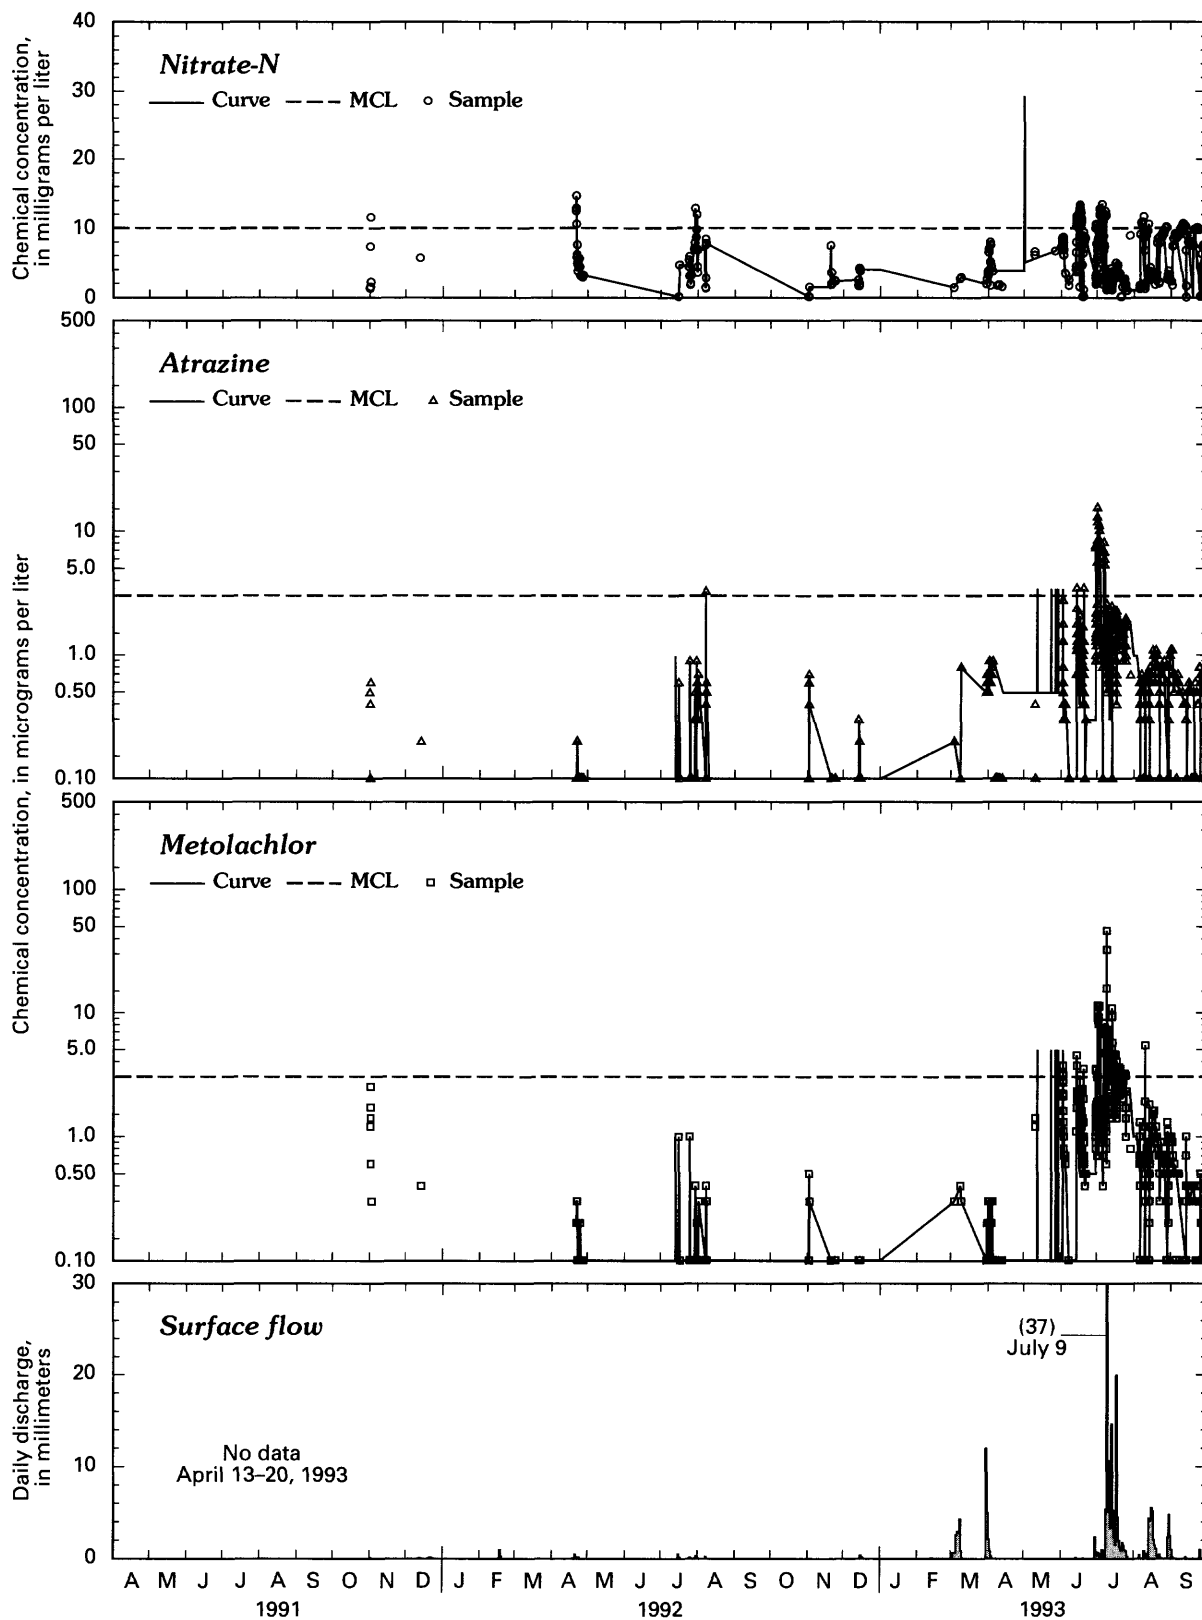 Chemical concentration,
in milligrams per liter
40
30
20
10
0
Nitrate-N
Curve MCL Sample
Chemical concentration, in micrograms per liter
500
100
50
10
5.0
1.0
0.50
0.10
Atrazine
Curve MCL Sample
500
100
50
10
5.0
1.0
0.50
0.10
Metolachlor
Curve MCL Sample
Daily discharge,
in millimeters
30
20
10
0
Surface flow
(37)
July 9
No data
April 13–20, 1993
A M J J A S O N D J F M A M J J A S O N D J F M A M J J A S
1991 1992 1993